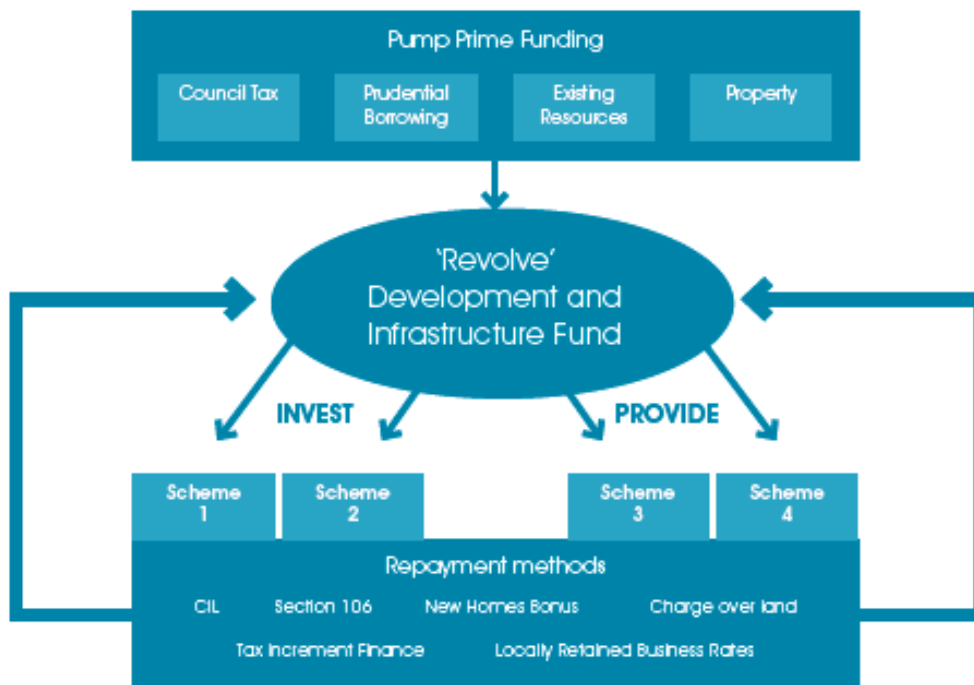 Pump Prime Funding
Council Tax
Prudential
Borrowing
Existing
Resources
Property
‘Revolve’
Development and
Infrastructure Fund
INVEST
PROVIDE
Scheme
1
Scheme
2
Scheme
3
Scheme
4
Repayment methods
CIL Section 106 New Homes Bonus Charge over land
Tax Increment Finance Locally Retained Business Rates